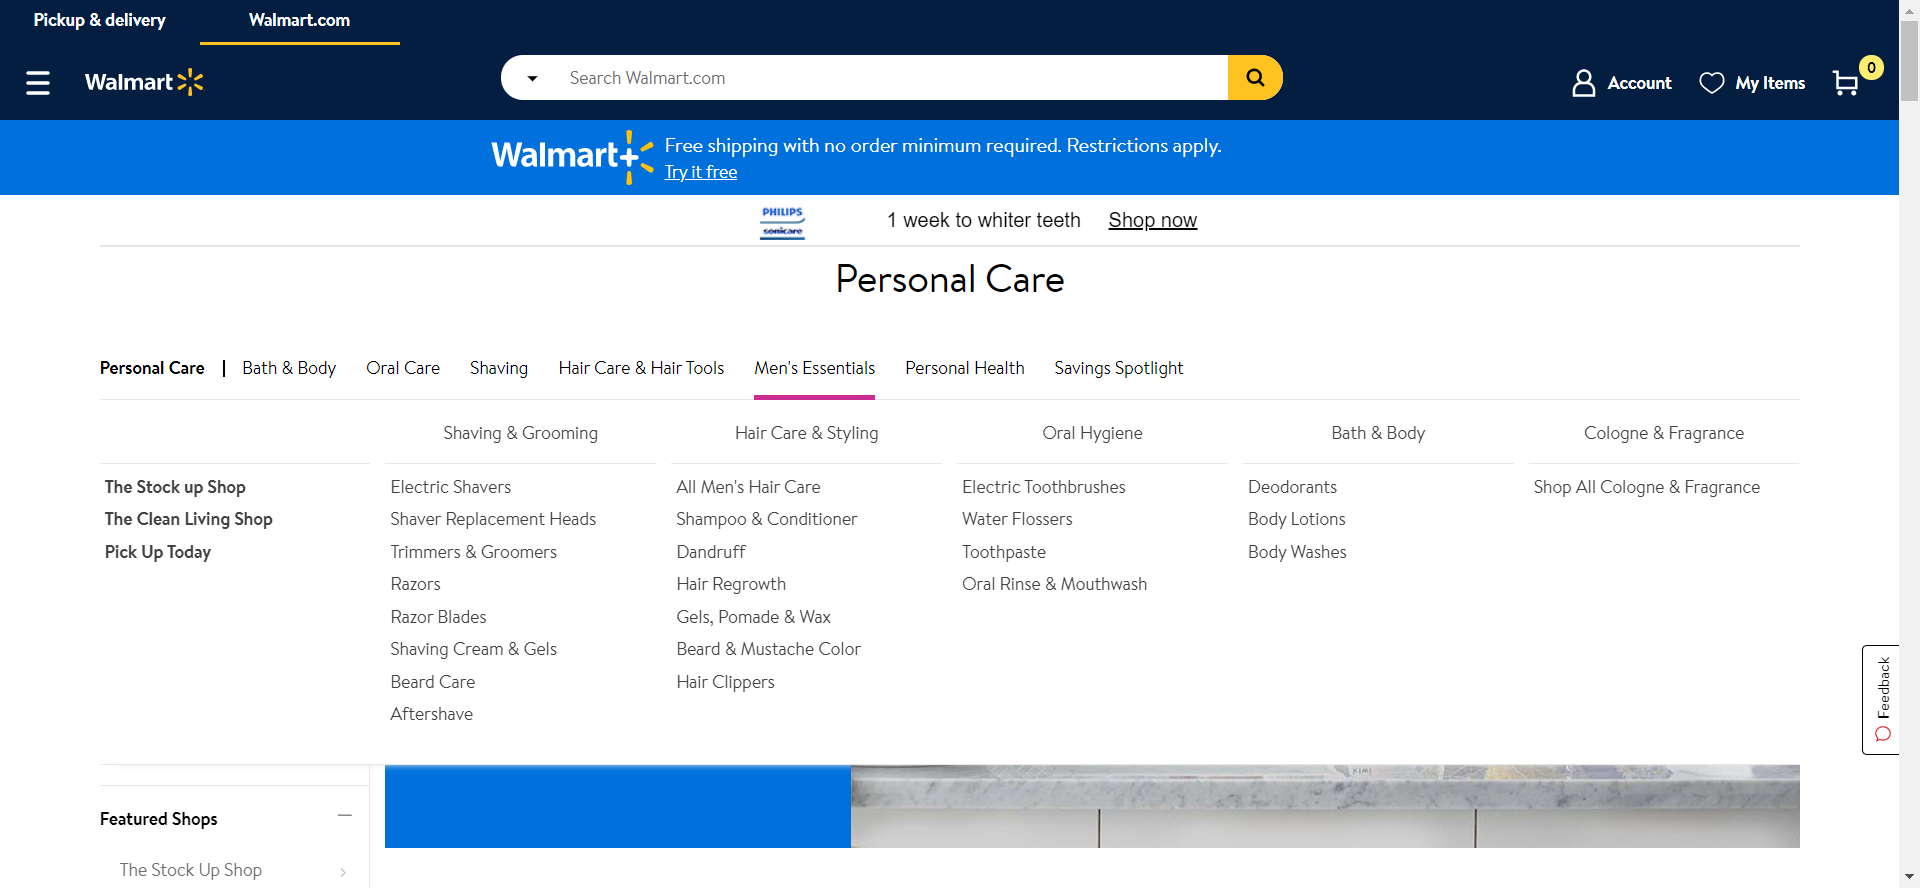 Pickup & delivery
Walmart.com
Walmart
Search Walmart.com
Account
My Items
0
Walmart+
Free shipping with no order minimum required. Restrictions apply.
Try it free
PHILIPS
sonicare
1 week to whiter teeth
Shop now
Personal Care
Personal Care | Bath & Body Oral Care Shaving Hair Care & Hair Tools Men's Essentials Personal Health Savings Spotlight
The Stock up Shop
The Clean Living Shop
Pick Up Today
Shaving & Grooming
Electric Shavers
Shaver Replacement Heads
Trimmers & Groomers
Razors
Razor Blades
Shaving Cream & Gels
Beard Care
Aftershave
Hair Care & Styling
All Men's Hair Care
Shampoo & Conditioner
Dandruff
Hair Regrowth
Gels, Pomade & Wax
Beard & Mustache Color
Hair Clippers
Oral Hygiene
Electric Toothbrushes
Water Flossers
Toothpaste
Oral Rinse & Mouthwash
Bath & Body
Deodorants
Body Lotions
Body Washes
Cologne & Fragrance
Shop All Cologne & Fragrance
Feedback
Featured Shops
The Stock Up Shop